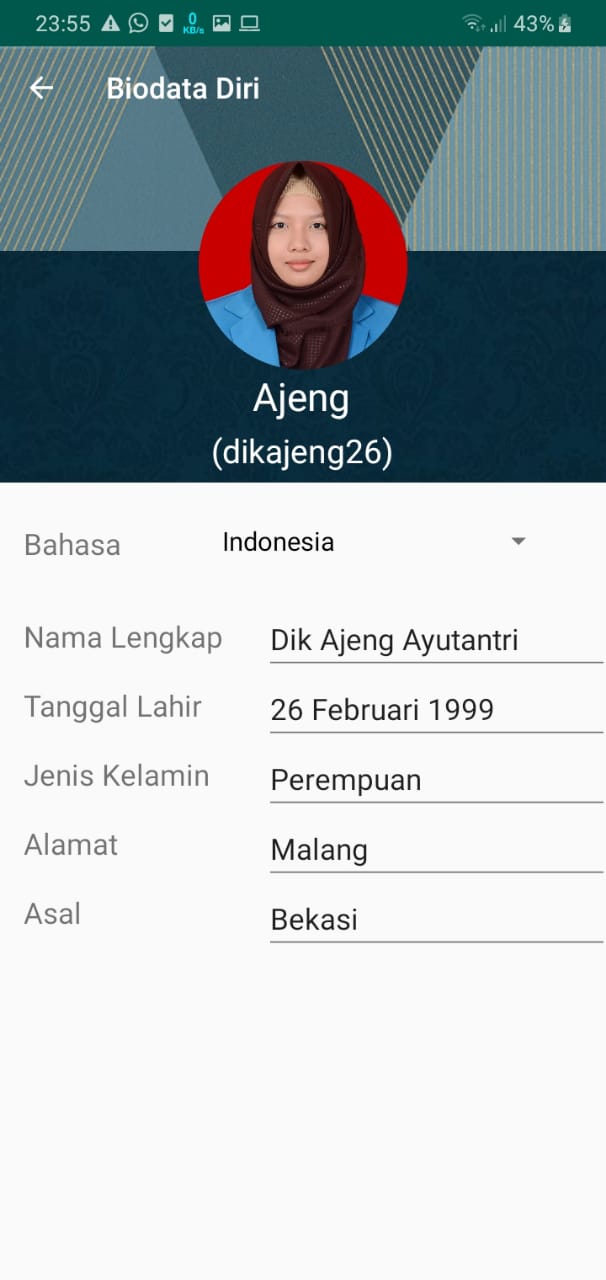 23:55 0 KB/s 43%
Biodata Diri
Ajeng
(dikajeng26)
Bahasa Indonesia
Nama Lengkap Dik Ajeng Ayutantri
Tanggal Lahir 26 Februari 1999
Jenis Kelamin Perempuan
Alamat Malang
Asal Bekasi